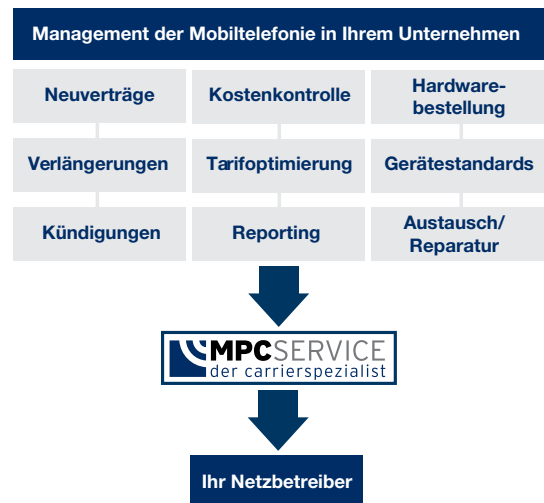 Management der Mobiltelefonie in Ihrem Unternehmen
Neuverträge
Kostenkontrolle
Hardware-
bestellung
Verlängerungen
Tarifoptimierung
Gerätestandards
Kündigungen
Reporting
Austausch/
Reparatur
MPCSERVICE
der carrierspezialist
Ihr Netzbetreiber